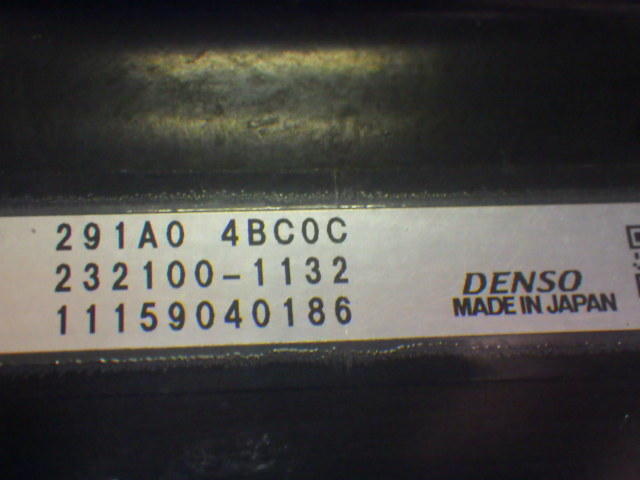 291A0 4BC0C
232100-1132
11159040186
DENSO
MADE IN JAPAN